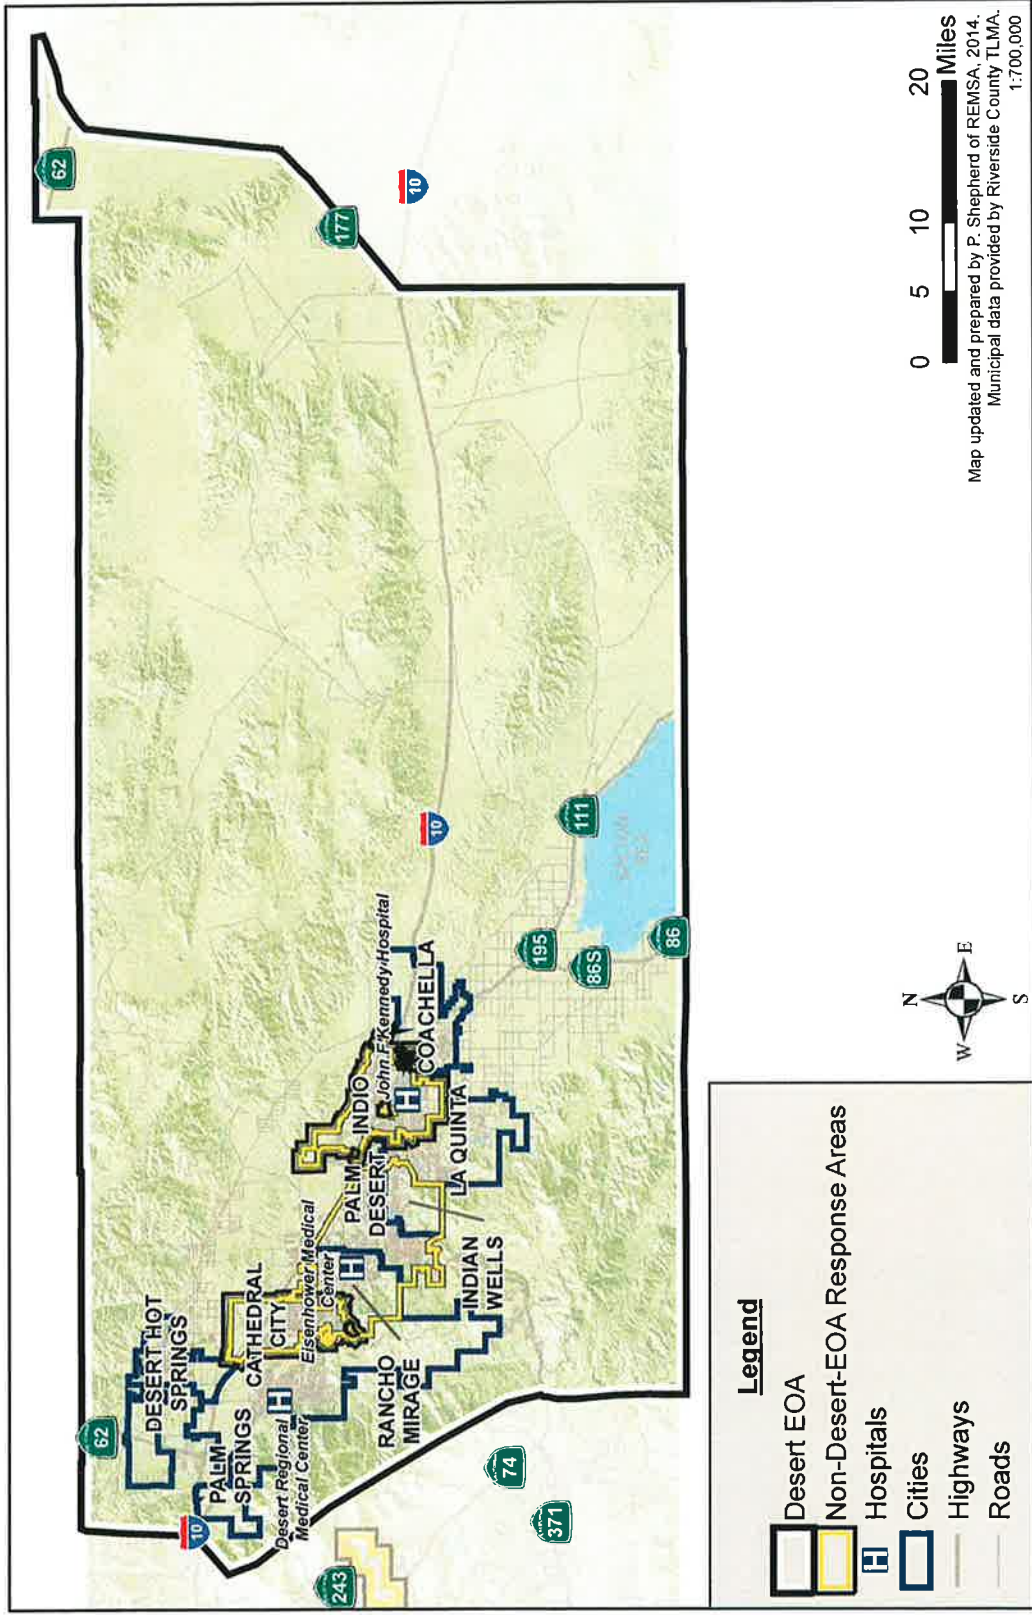 62
177
10
62
DESERT HOT
SPRINGS
PALM
SPRINGS
10
CATHEDRAL
CITY
Desert Regional
Medical Center
H
Eisenhower Medical
Center
H
RANCHO
MIRAGE
PALM
DESERT
INDIO
John F Kennedy Hospital
H
COACHELLA
LA QUINTA
INDIAN
WELLS
10
111
SALTON
SEA
195
86S
86
243
74
371
N
W
E
S
Legend
Desert EOA
Non-Desert-EOA Response Areas
H Hospitals
Cities
Highways
Roads
0 5 10 20
Miles
Map updated and prepared by P. Shepherd of REMSA, 2014.
Municipal data provided by Riverside County TLMA.
1:700,000